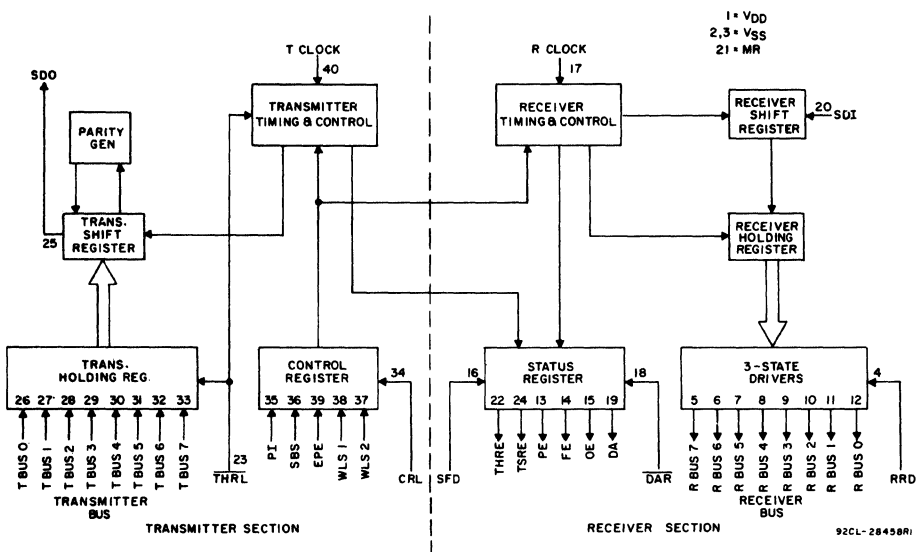 1 = VDD
2,3 = VSS
21 = MR
T CLOCK
40
R CLOCK
17
SDO
TRANSMITTER
TIMING & CONTROL
RECEIVER
TIMING & CONTROL
RECEIVER
SHIFT
REGISTER
20
SDI
PARITY
GEN
25
TRANS.
SHIFT
REGISTER
RECEIVER
HOLDING
REGISTER
TRANS.
HOLDING REG.
26 27 28 29 30 31 32 33
CONTROL
REGISTER
35 36 39 38 37
34
16
STATUS
REGISTER
22 24 13 14 15 19
18
3-STATE
DRIVERS
5 6 7 8 9 10 11 12
4
T BUS 0
T BUS 1
T BUS 2
T BUS 3
T BUS 4
T BUS 5
T BUS 6
T BUS 7
23
THRL
PI
SBS
EPE
WLS 1
WLS 2
CRL
SFD
THRE
TSRE
PE
FE
OE
DA
DAR
R BUS 7
R BUS 6
R BUS 5
R BUS 4
R BUS 3
R BUS 2
R BUS 1
R BUS 0
RRD
TRANSMITTER
BUS
RECEIVER
BUS
TRANSMITTER SECTION
RECEIVER SECTION
92CL-28458R1